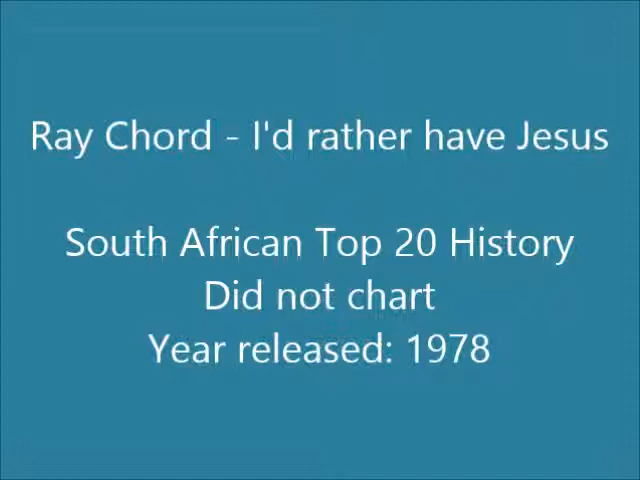 Ray Chord - I'd rather have Jesus
South African Top 20 History
Did not chart
Year released: 1978